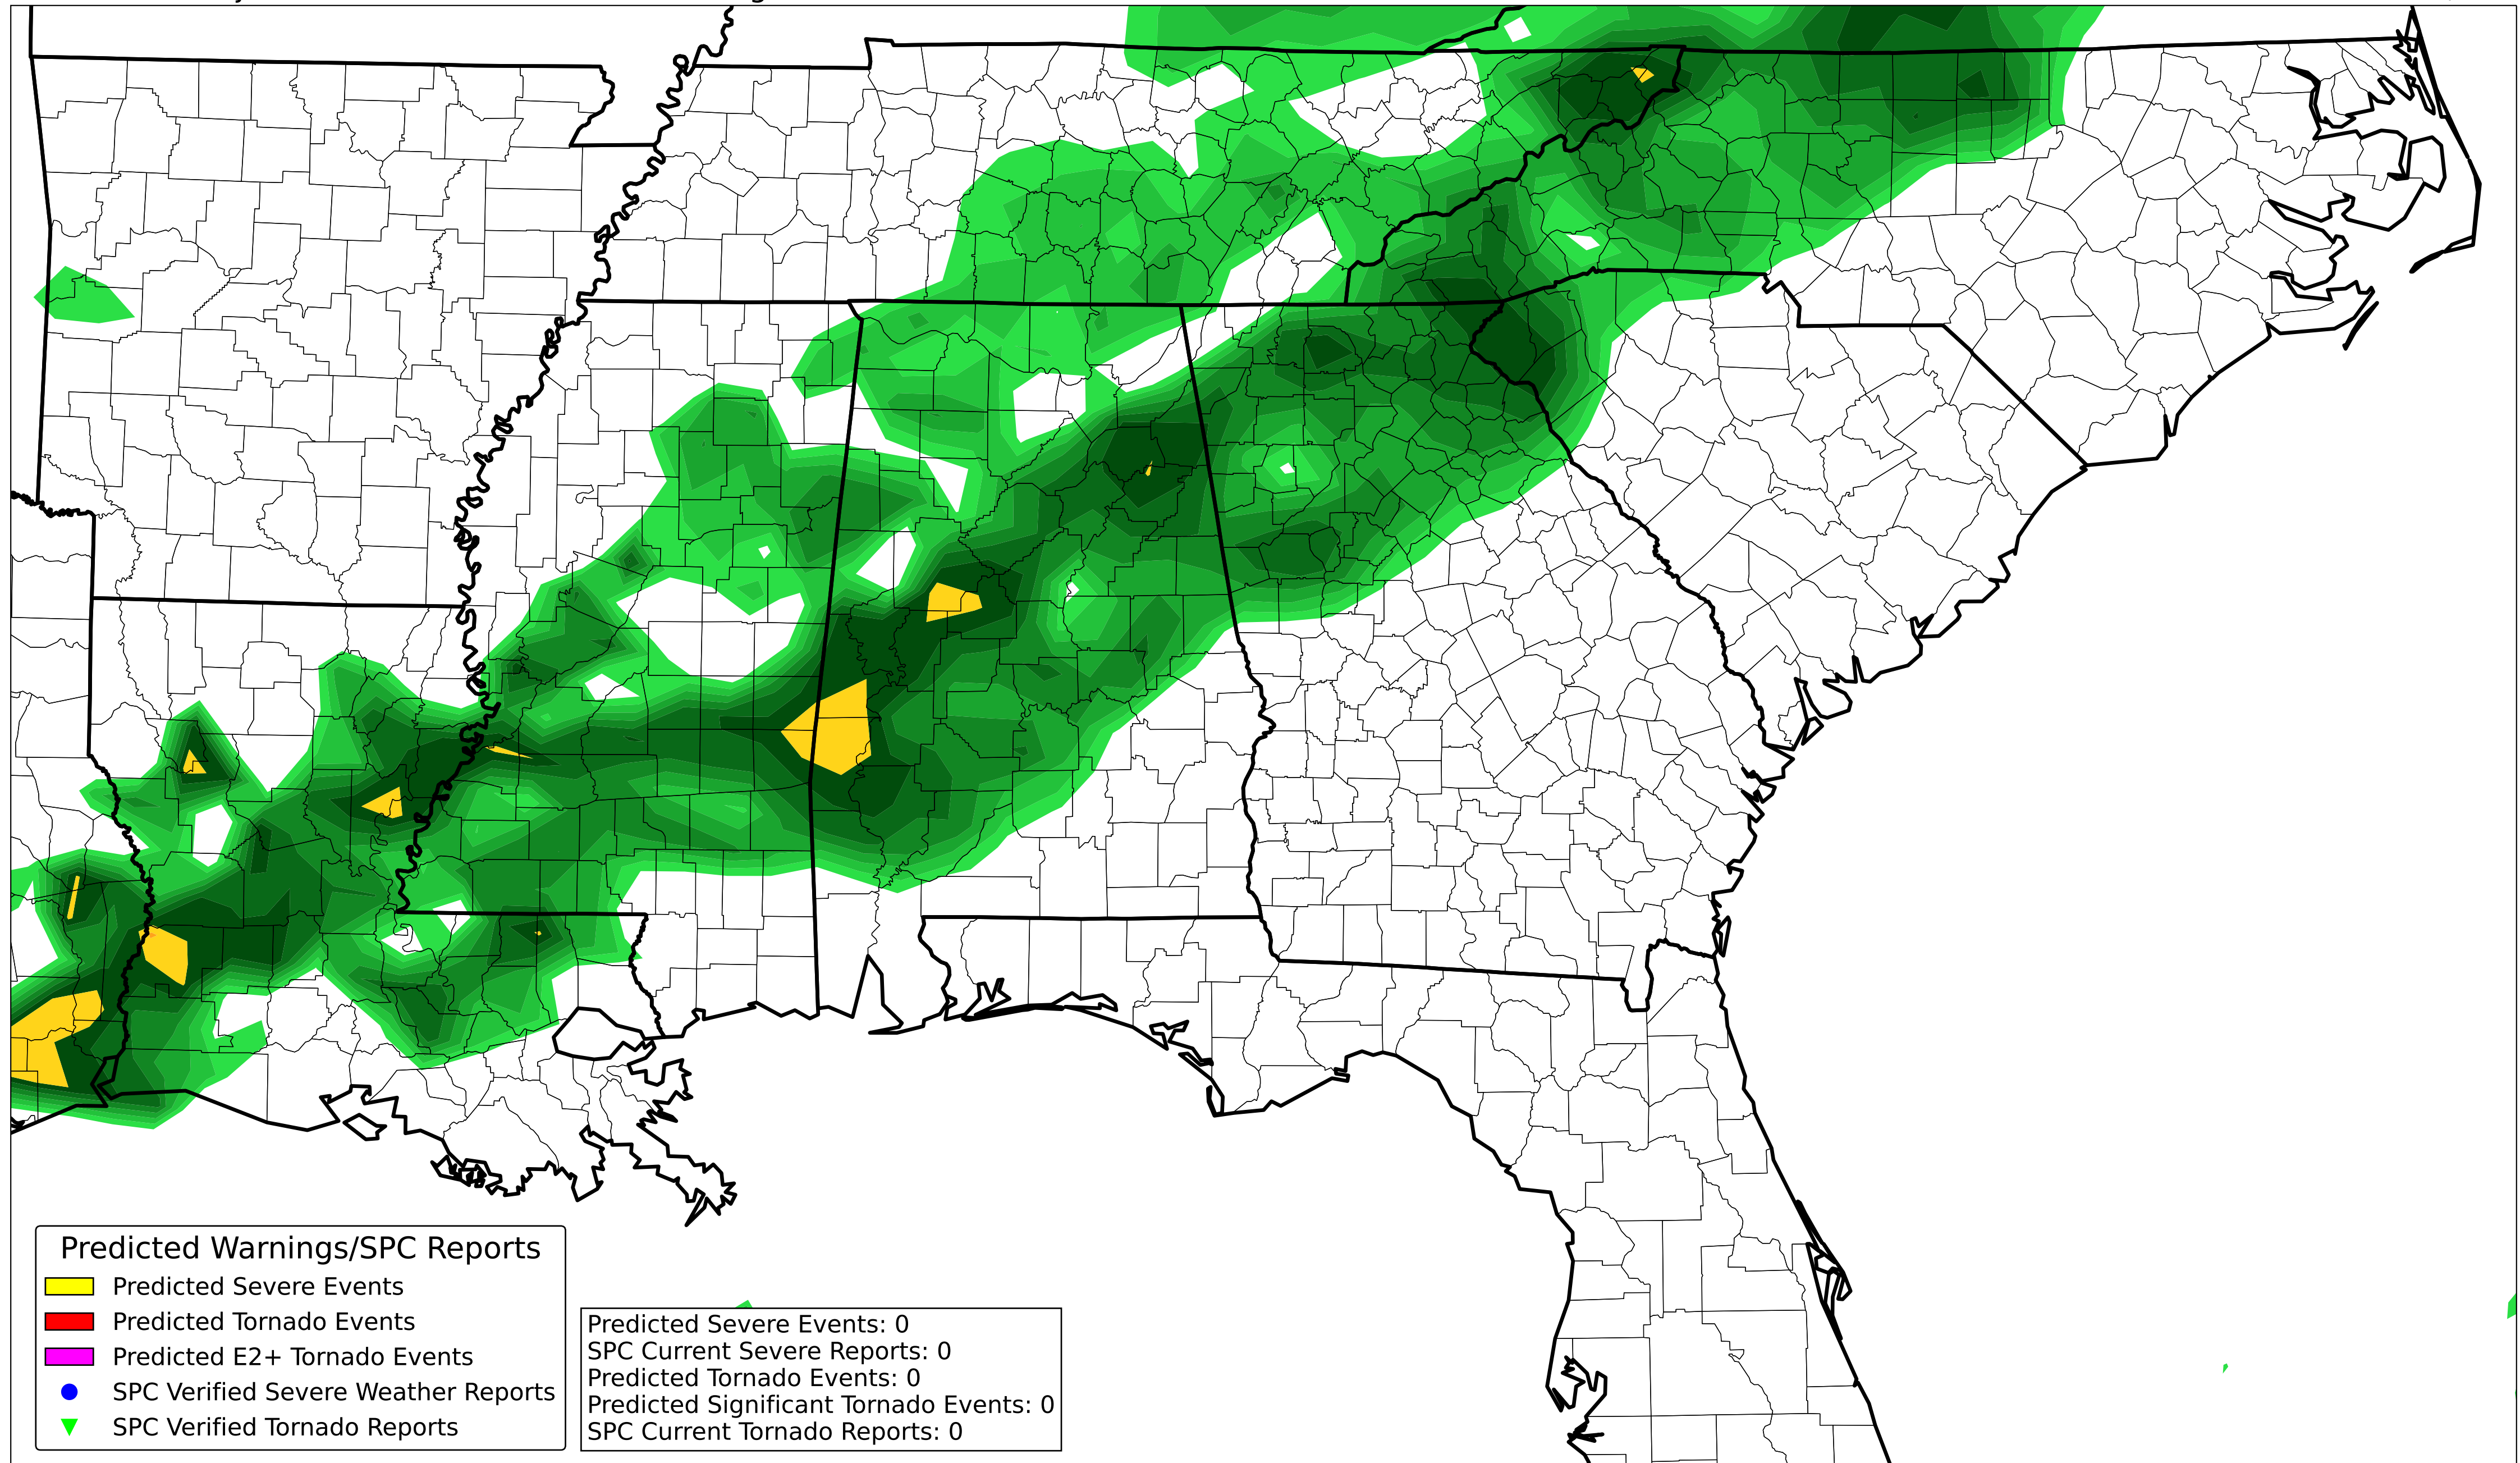 Predicted Warnings/SPC Reports
Predicted Severe Events
Predicted Tornado Events
Predicted E2+ Tornado Events
SPC Verified Severe Weather Reports
SPC Verified Tornado Reports
Predicted Severe Events: 0
SPC Current Severe Reports: 0
Predicted Tornado Events: 0
Predicted Significant Tornado Events: 0
SPC Current Tornado Reports: 0